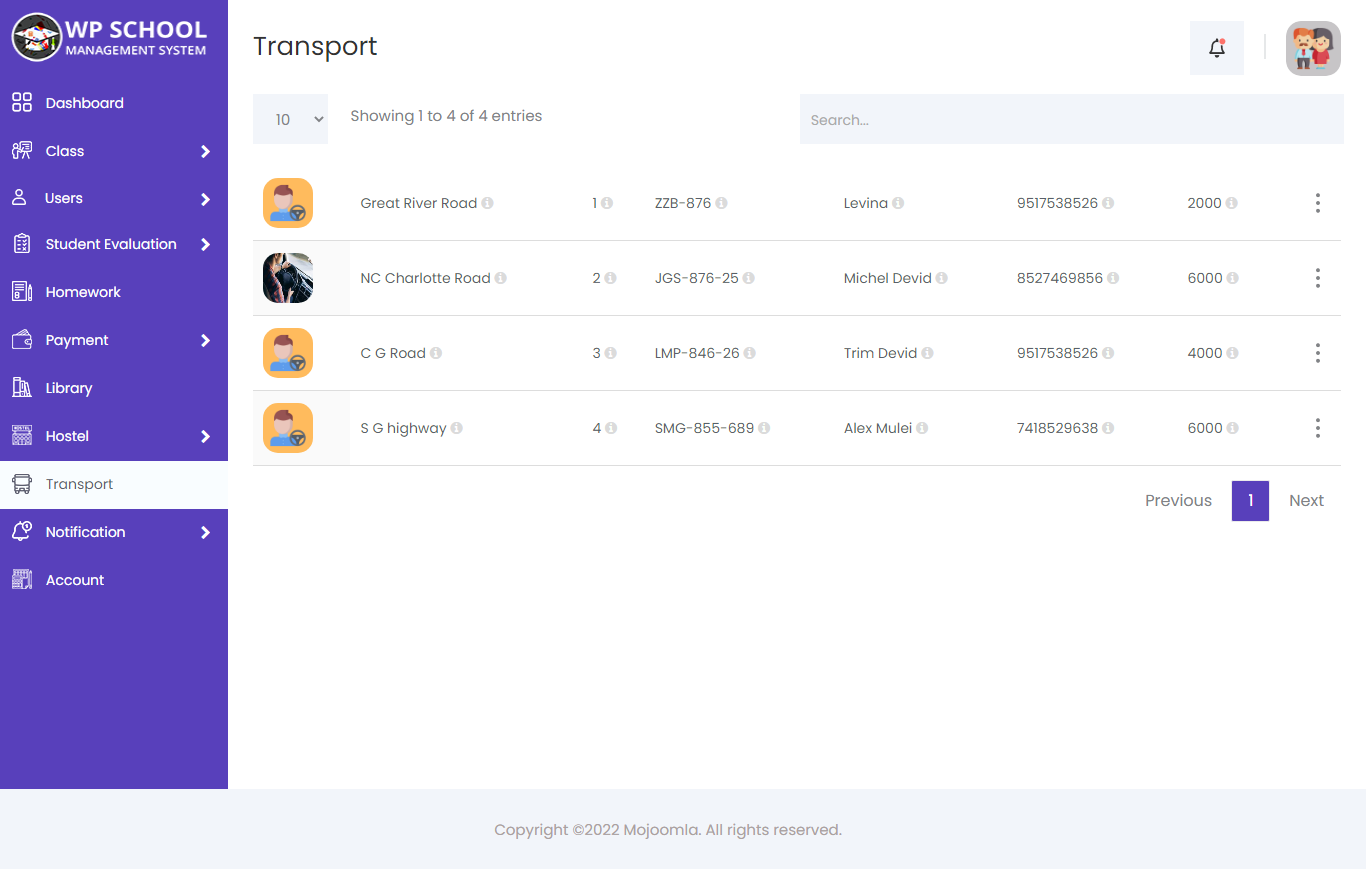 WP SCHOOL
MANAGEMENT SYSTEM
Dashboard
Class
Users
Student Evaluation
Homework
Payment
Library
Hostel
Transport
Notification
Account
Transport
10
Showing 1 to 4 of 4 entries
Search...
Great River Road 1 ZZB-876 Levina 9517538526 2000
NC Charlotte Road 2 JGS-876-25 Michel Devid 8527469856 6000
C G Road 3 LMP-846-26 Trim Devid 9517538526 4000
S G highway 4 SMG-855-689 Alex Mulei 7418529638 6000
Previous 1 Next
Copyright ©2022 Mojoomla. All rights reserved.